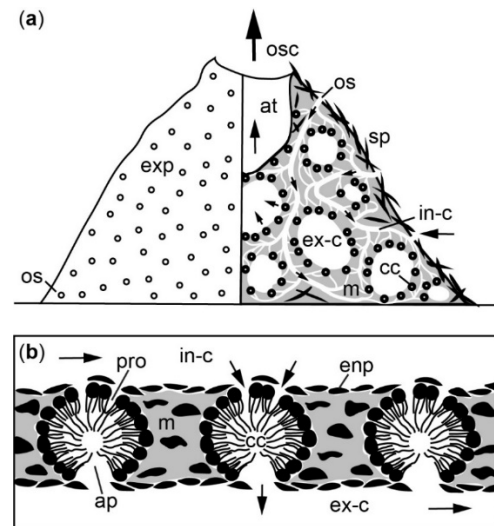 (a)
osc
at
os
exp
sp
in-c
ex-c
cc
os
m
(b)
pro
in-c
enp
m
cc
ap
ex-c